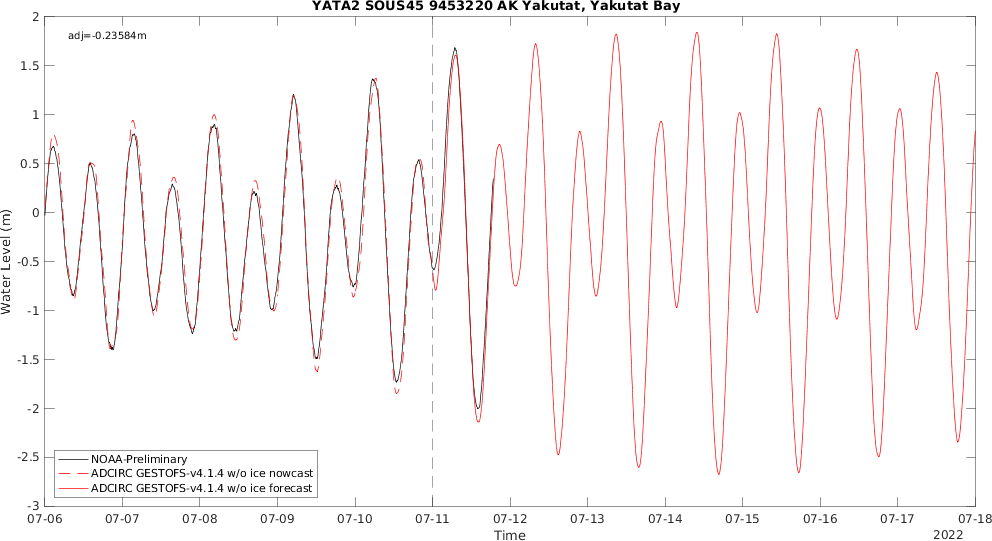 YATA2 SOUS45 9453220 AK Yakutat, Yakutat Bay
adj=-0.23584m
2
1.5
1
0.5
0
-0.5
-1
-1.5
-2
-2.5
-3
Water Level (m)
NOAA-Preliminary
ADCIRC GESTOFS-v4.1.4 w/o ice nowcast
ADCIRC GESTOFS-v4.1.4 w/o ice forecast
07-06 07-07 07-08 07-09 07-10 07-11 07-12 07-13 07-14 07-15 07-16 07-17 07-18
Time
2022